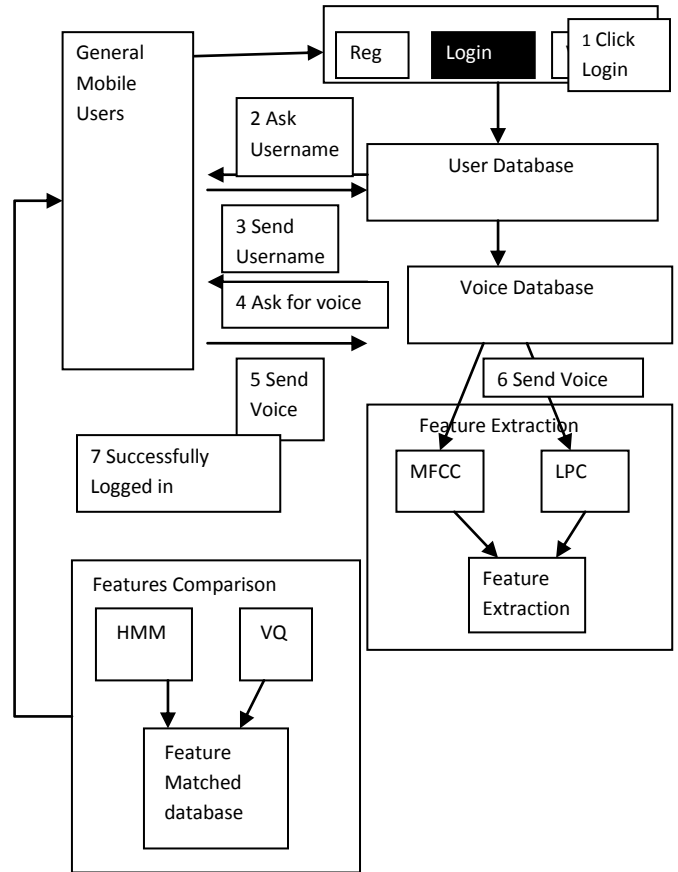 General
Mobile
Users
Reg
Login
1 Click
Login
2 Ask
Username
User Database
3 Send
Username
4 Ask for voice
Voice Database
5 Send
Voice
6 Send Voice
7 Successfully
Logged in
Feature Extraction
MFCC
LPC
Feature
Extraction
Features Comparison
HMM
VQ
Feature
Matched
database